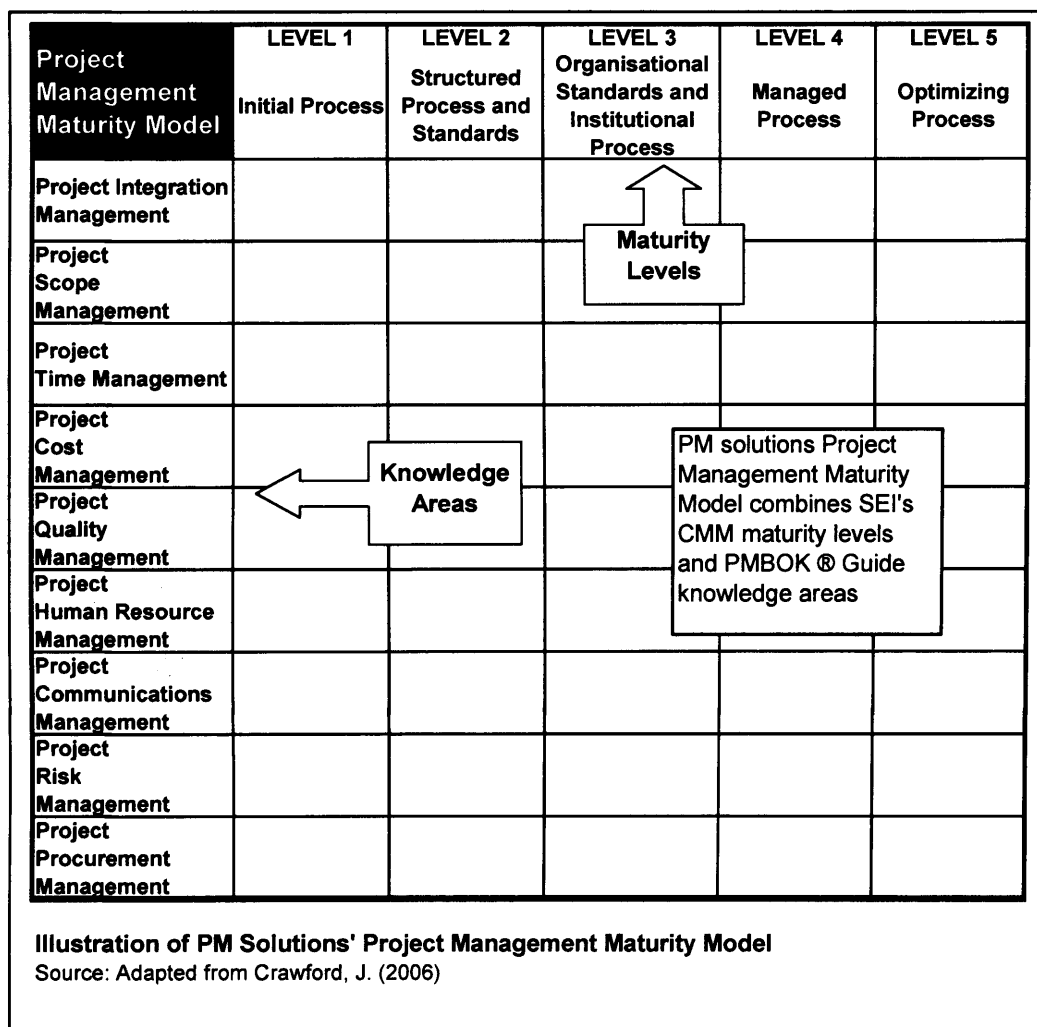 Project
Management
Maturity Model
LEVEL 1
Initial Process
LEVEL 2
Structured
Process and
Standards
LEVEL 3
Organisational
Standards and
Institutional
Process
LEVEL 4
Managed
Process
LEVEL 5
Optimizing
Process
Project Integration
Management
Maturity
Levels
Project
Scope
Management
Project
Time Management
Project
Cost
Management
Knowledge
Areas
PM solutions Project
Management Maturity
Model combines SEI's
CMM maturity levels
and PMBOK ® Guide
knowledge areas
Project
Quality
Management
Project
Human Resource
Management
Project
Communications
Management
Project
Risk
Management
Project
Procurement
Management
Illustration of PM Solutions' Project Management Maturity Model
Source: Adapted from Crawford, J. (2006)